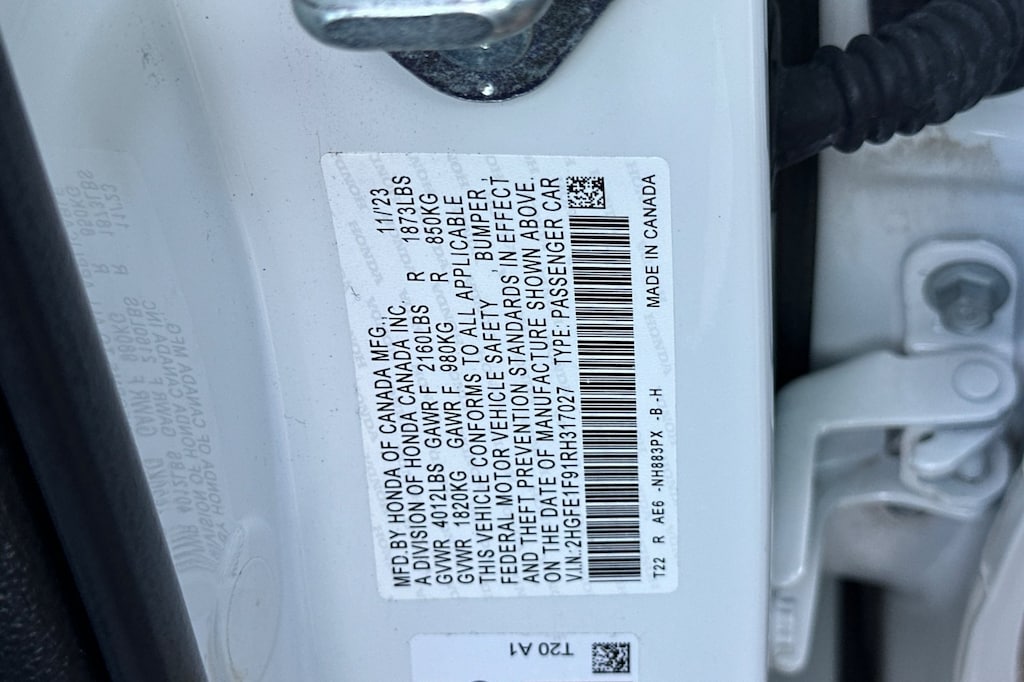 MFD.BY HONDA OF CANADA MFG., 11/23
A DIVISION OF HONDA CANADA INC.
GVWR 4012LBS GAWR F 2160LBS R 1873LBS
GVWR 1820KG GAWR F 980KG R 850KG
THIS VEHICLE CONFORMS TO ALL APPLICABLE
FEDERAL MOTOR VEHICLE SAFETY , BUMPER ,
AND THEFT PREVENTION STANDARDS, IN EFFECT
ON THE DATE OF MANUFACTURE SHOWN ABOVE.
V.I.N.:2HGFE1F91RH317027 TYPE: PASSENGER CAR
T22 R AE6 -NH883PX -B -H MADE IN CANADA
T20 A1